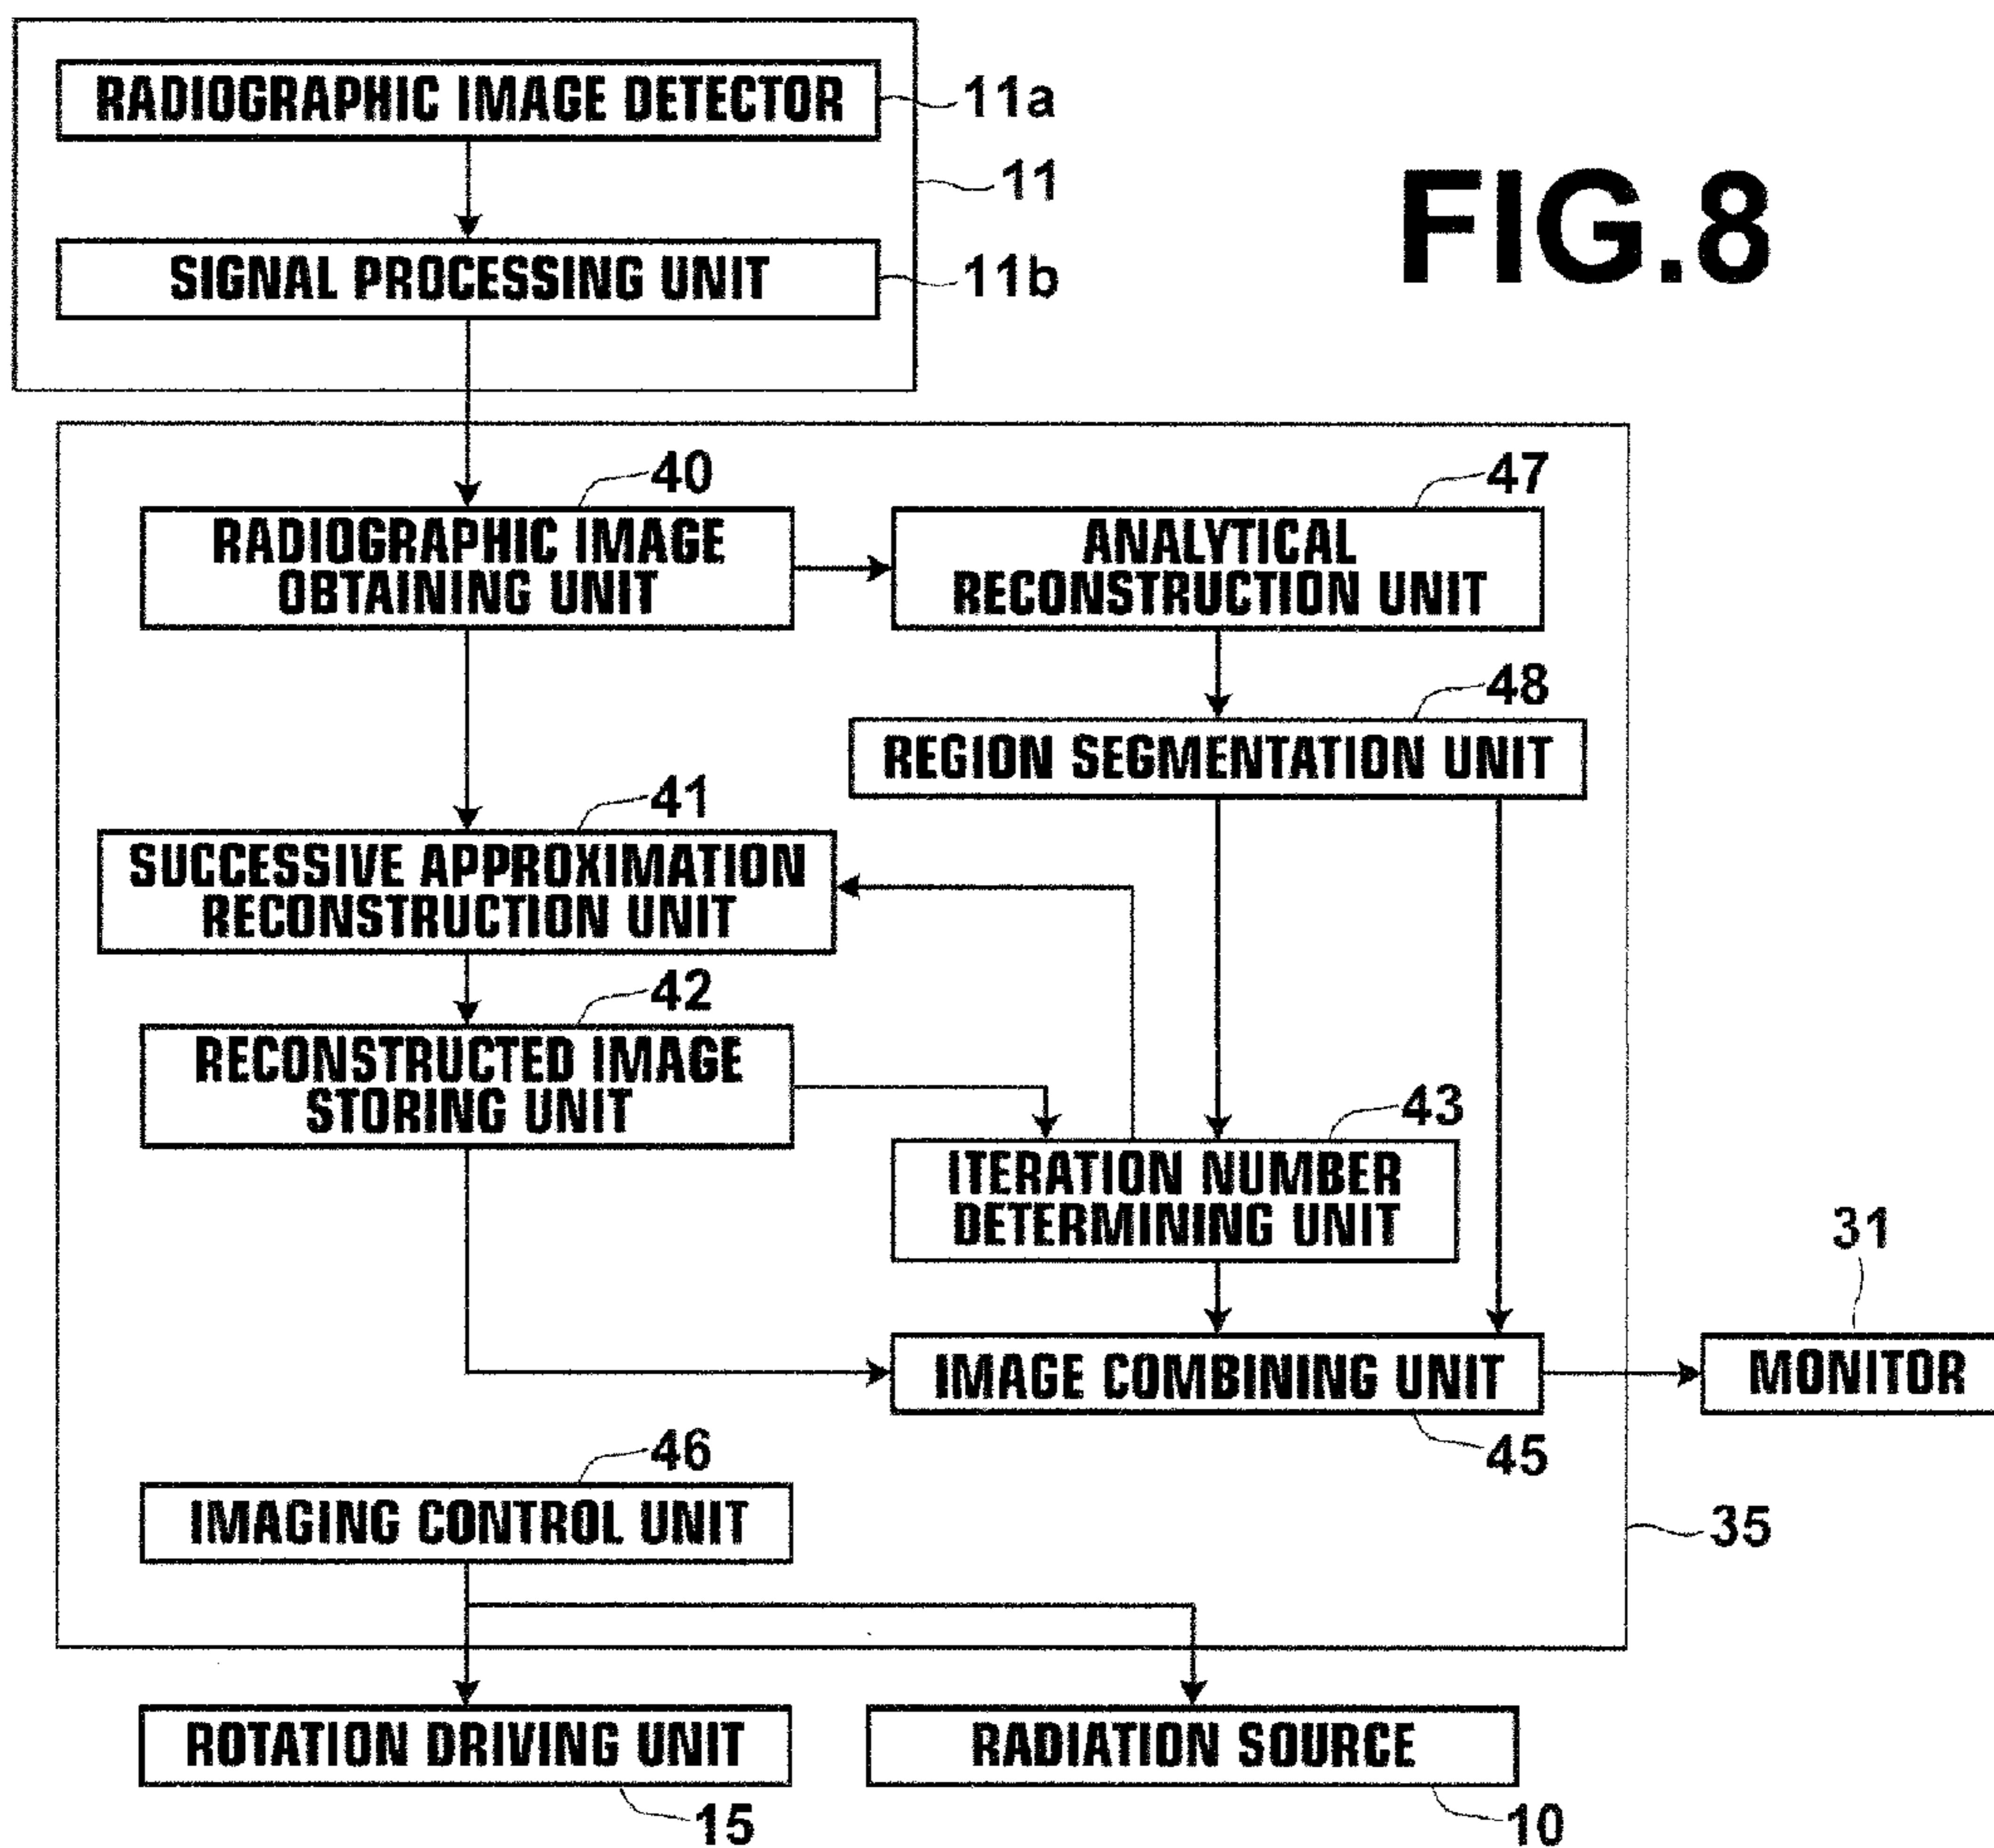 RADIOGRAPHIC IMAGE DETECTOR
11a
11
FIG.8
SIGNAL PROCESSING UNIT
11b
40
47
RADIOGRAPHIC IMAGE
OBTAINING UNIT
ANALYTICAL
RECONSTRUCTION UNIT
48
REGION SEGMENTATION UNIT
41
SUCCESSIVE APPROXIMATION
RECONSTRUCTION UNIT
42
RECONSTRUCTED IMAGE
STORING UNIT
43
ITERATION NUMBER
DETERMINING UNIT
31
IMAGE COMBINING UNIT
MONITOR
45
46
IMAGING CONTROL UNIT
35
ROTATION DRIVING UNIT
RADIATION SOURCE
15
10